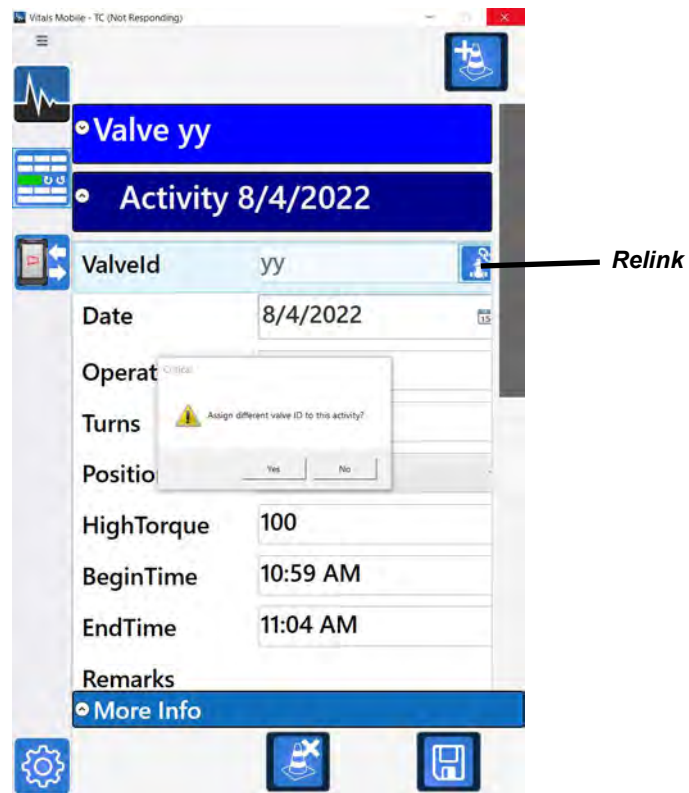 Vitals Mobile - TC (Not Responding)
Valve yy
Activity 8/4/2022
ValveId yy
Relink
Date 8/4/2022
15
Operat
Critical
Turns
Assign different valve ID to this activity?
Positio
Yes No
HighTorque 100
BeginTime 10:59 AM
EndTime 11:04 AM
Remarks
More Info